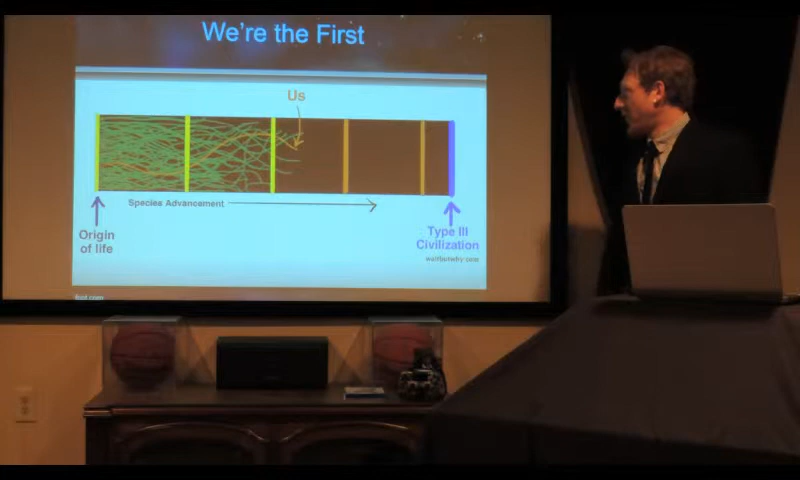 We're the First
Us
Species Advancement
Origin
of life
Type III
Civilization
waitbutwhy.com